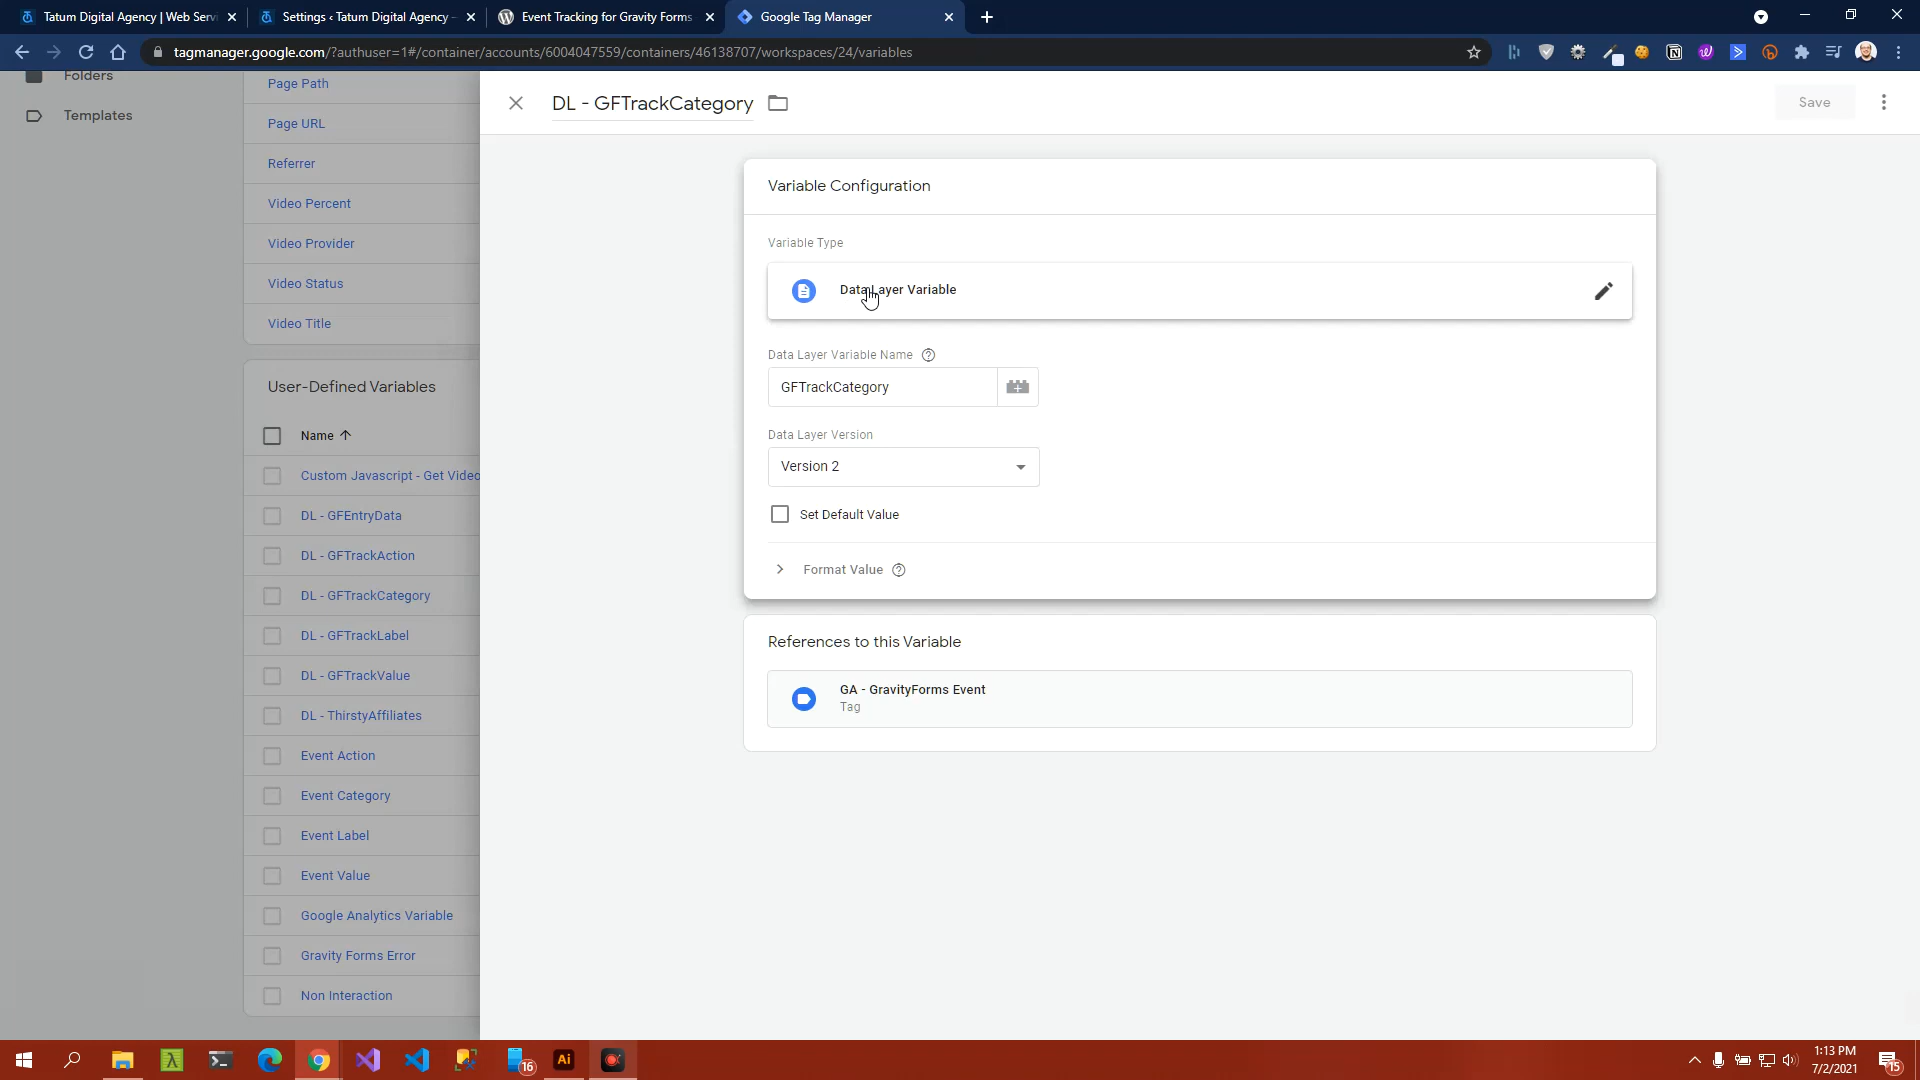 Tatum Digital Agency | Web Serv
Settings ‹ Tatum Digital Agency —
Event Tracking for Gravity Forms
Google Tag Manager
tagmanager.google.com/?authuser=1#/container/accounts/6004047559/containers/46138707/workspaces/24/variables
Folders
Templates
Page Path
Page URL
Referrer
Video Percent
Video Provider
Video Status
Video Title
User-Defined Variables
Name
Custom Javascript - Get Video
DL - GFEntryData
DL - GFTrackAction
DL - GFTrackCategory
DL - GFTrackLabel
DL - GFTrackValue
DL - ThirstyAffiliates
Event Action
Event Category
Event Label
Event Value
Google Analytics Variable
Gravity Forms Error
Non Interaction
DL - GFTrackCategory
Save
Variable Configuration
Variable Type
Data Layer Variable
Data Layer Variable Name
GFTrackCategory
Data Layer Version
Version 2
Set Default Value
Format Value
References to this Variable
GA - GravityForms Event
Tag
16
Ai
1:13 PM
7/2/2021
15